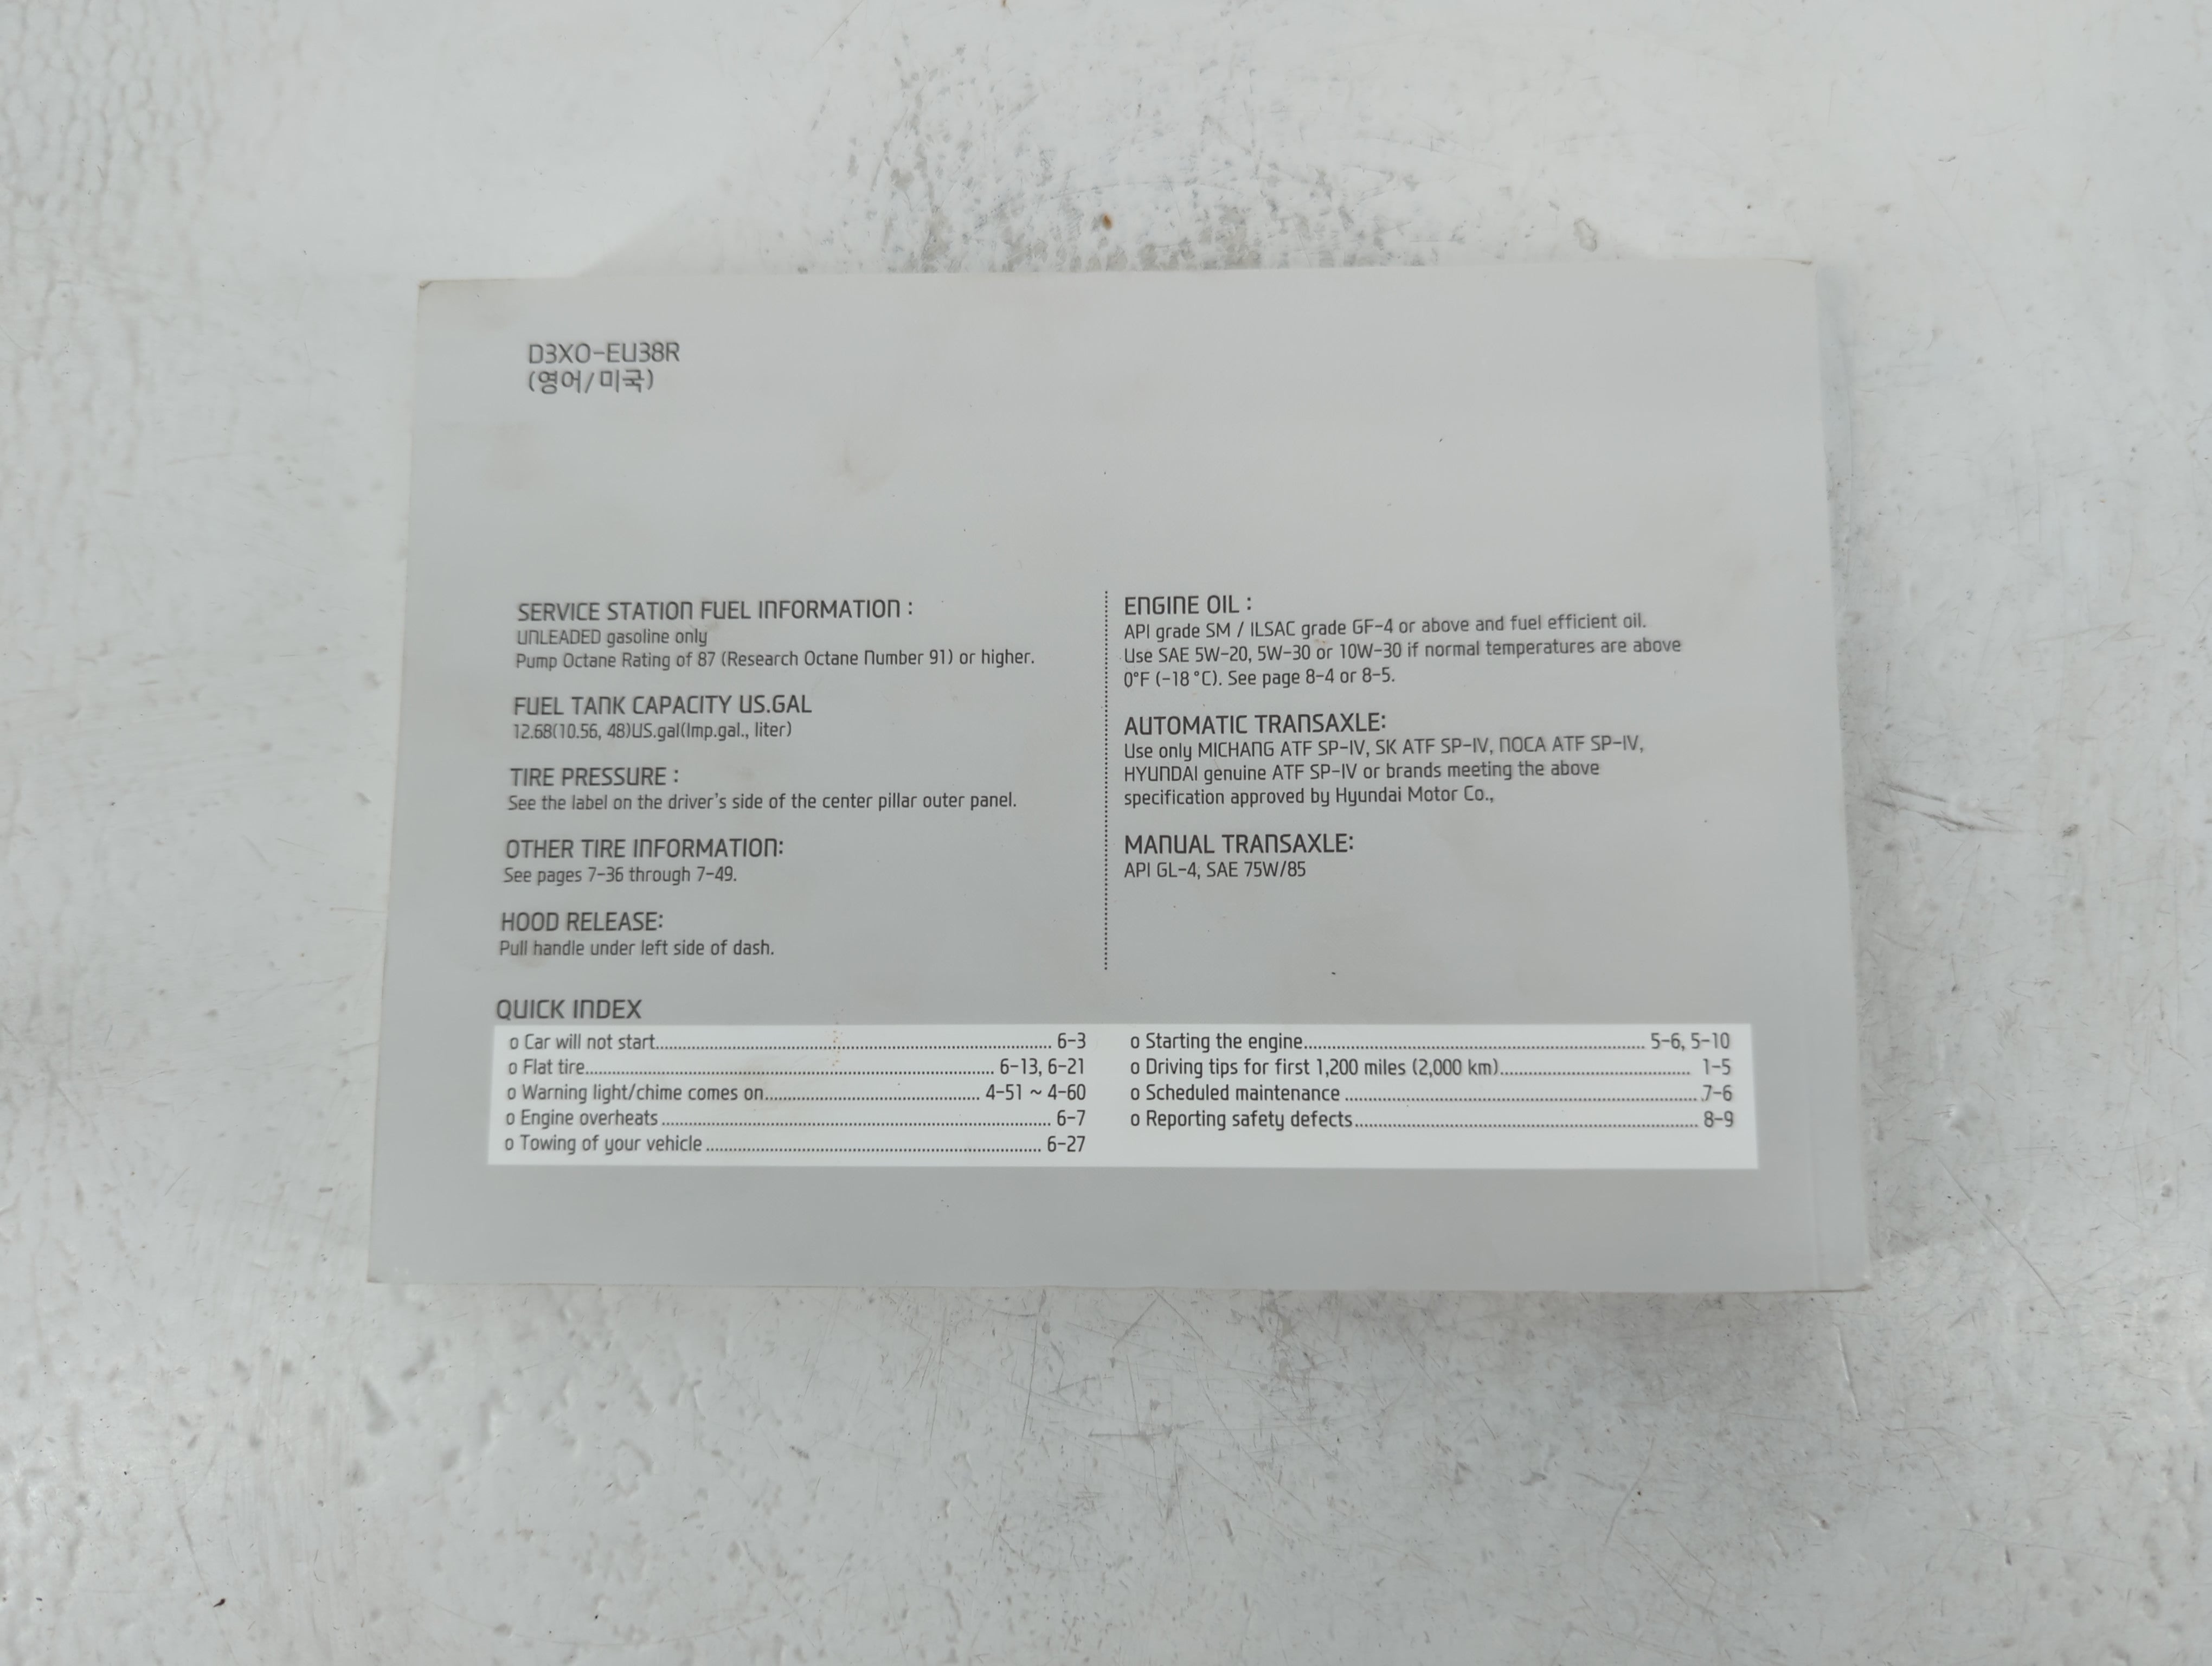 D3XO-EU38R
(영어/미국)
SERVICE STATION FUEL INFORMATION :
UNLEADED gasoline only
Pump Octane Rating of 87 (Research Octane Number 91) or higher.
FUEL TANK CAPACITY US.GAL
12.68(10.56, 48)US.gal(Imp.gal., liter)
TIRE PRESSURE :
See the label on the driver's side of the center pillar outer panel.
OTHER TIRE INFORMATION:
See pages 7-36 through 7-49.
HOOD RELEASE:
Pull handle under left side of dash.
ENGINE OIL :
API grade SM / ILSAC grade GF-4 or above and fuel efficient oil.
Use SAE 5W-20, 5W-30 or 10W-30 if normal temperatures are above
0°F (-18 °C). See page 8-4 or 8-5.
AUTOMATIC TRANSAXLE:
Use only MICHANG ATF SP-IV, SK ATF SP-IV, NOCA ATF SP-IV,
HYUNDAI genuine ATF SP-IV or brands meeting the above
specification approved by Hyundai Motor Co.,
MANUAL TRANSAXLE:
API GL-4, SAE 75W/85
QUICK INDEX
o Car will not start........ 6-3
o Flat tire........ 6-13, 6-21
o Warning light/chime comes on........ 4-51 ~ 4-60
o Engine overheats ........ 6-7
o Towing of your vehicle ........ 6-27
o Starting the engine........ 5-6, 5-10
o Driving tips for first 1,200 miles (2,000 km)........ 1-5
o Scheduled maintenance ........ 7-6
o Reporting safety defects........ 8-9